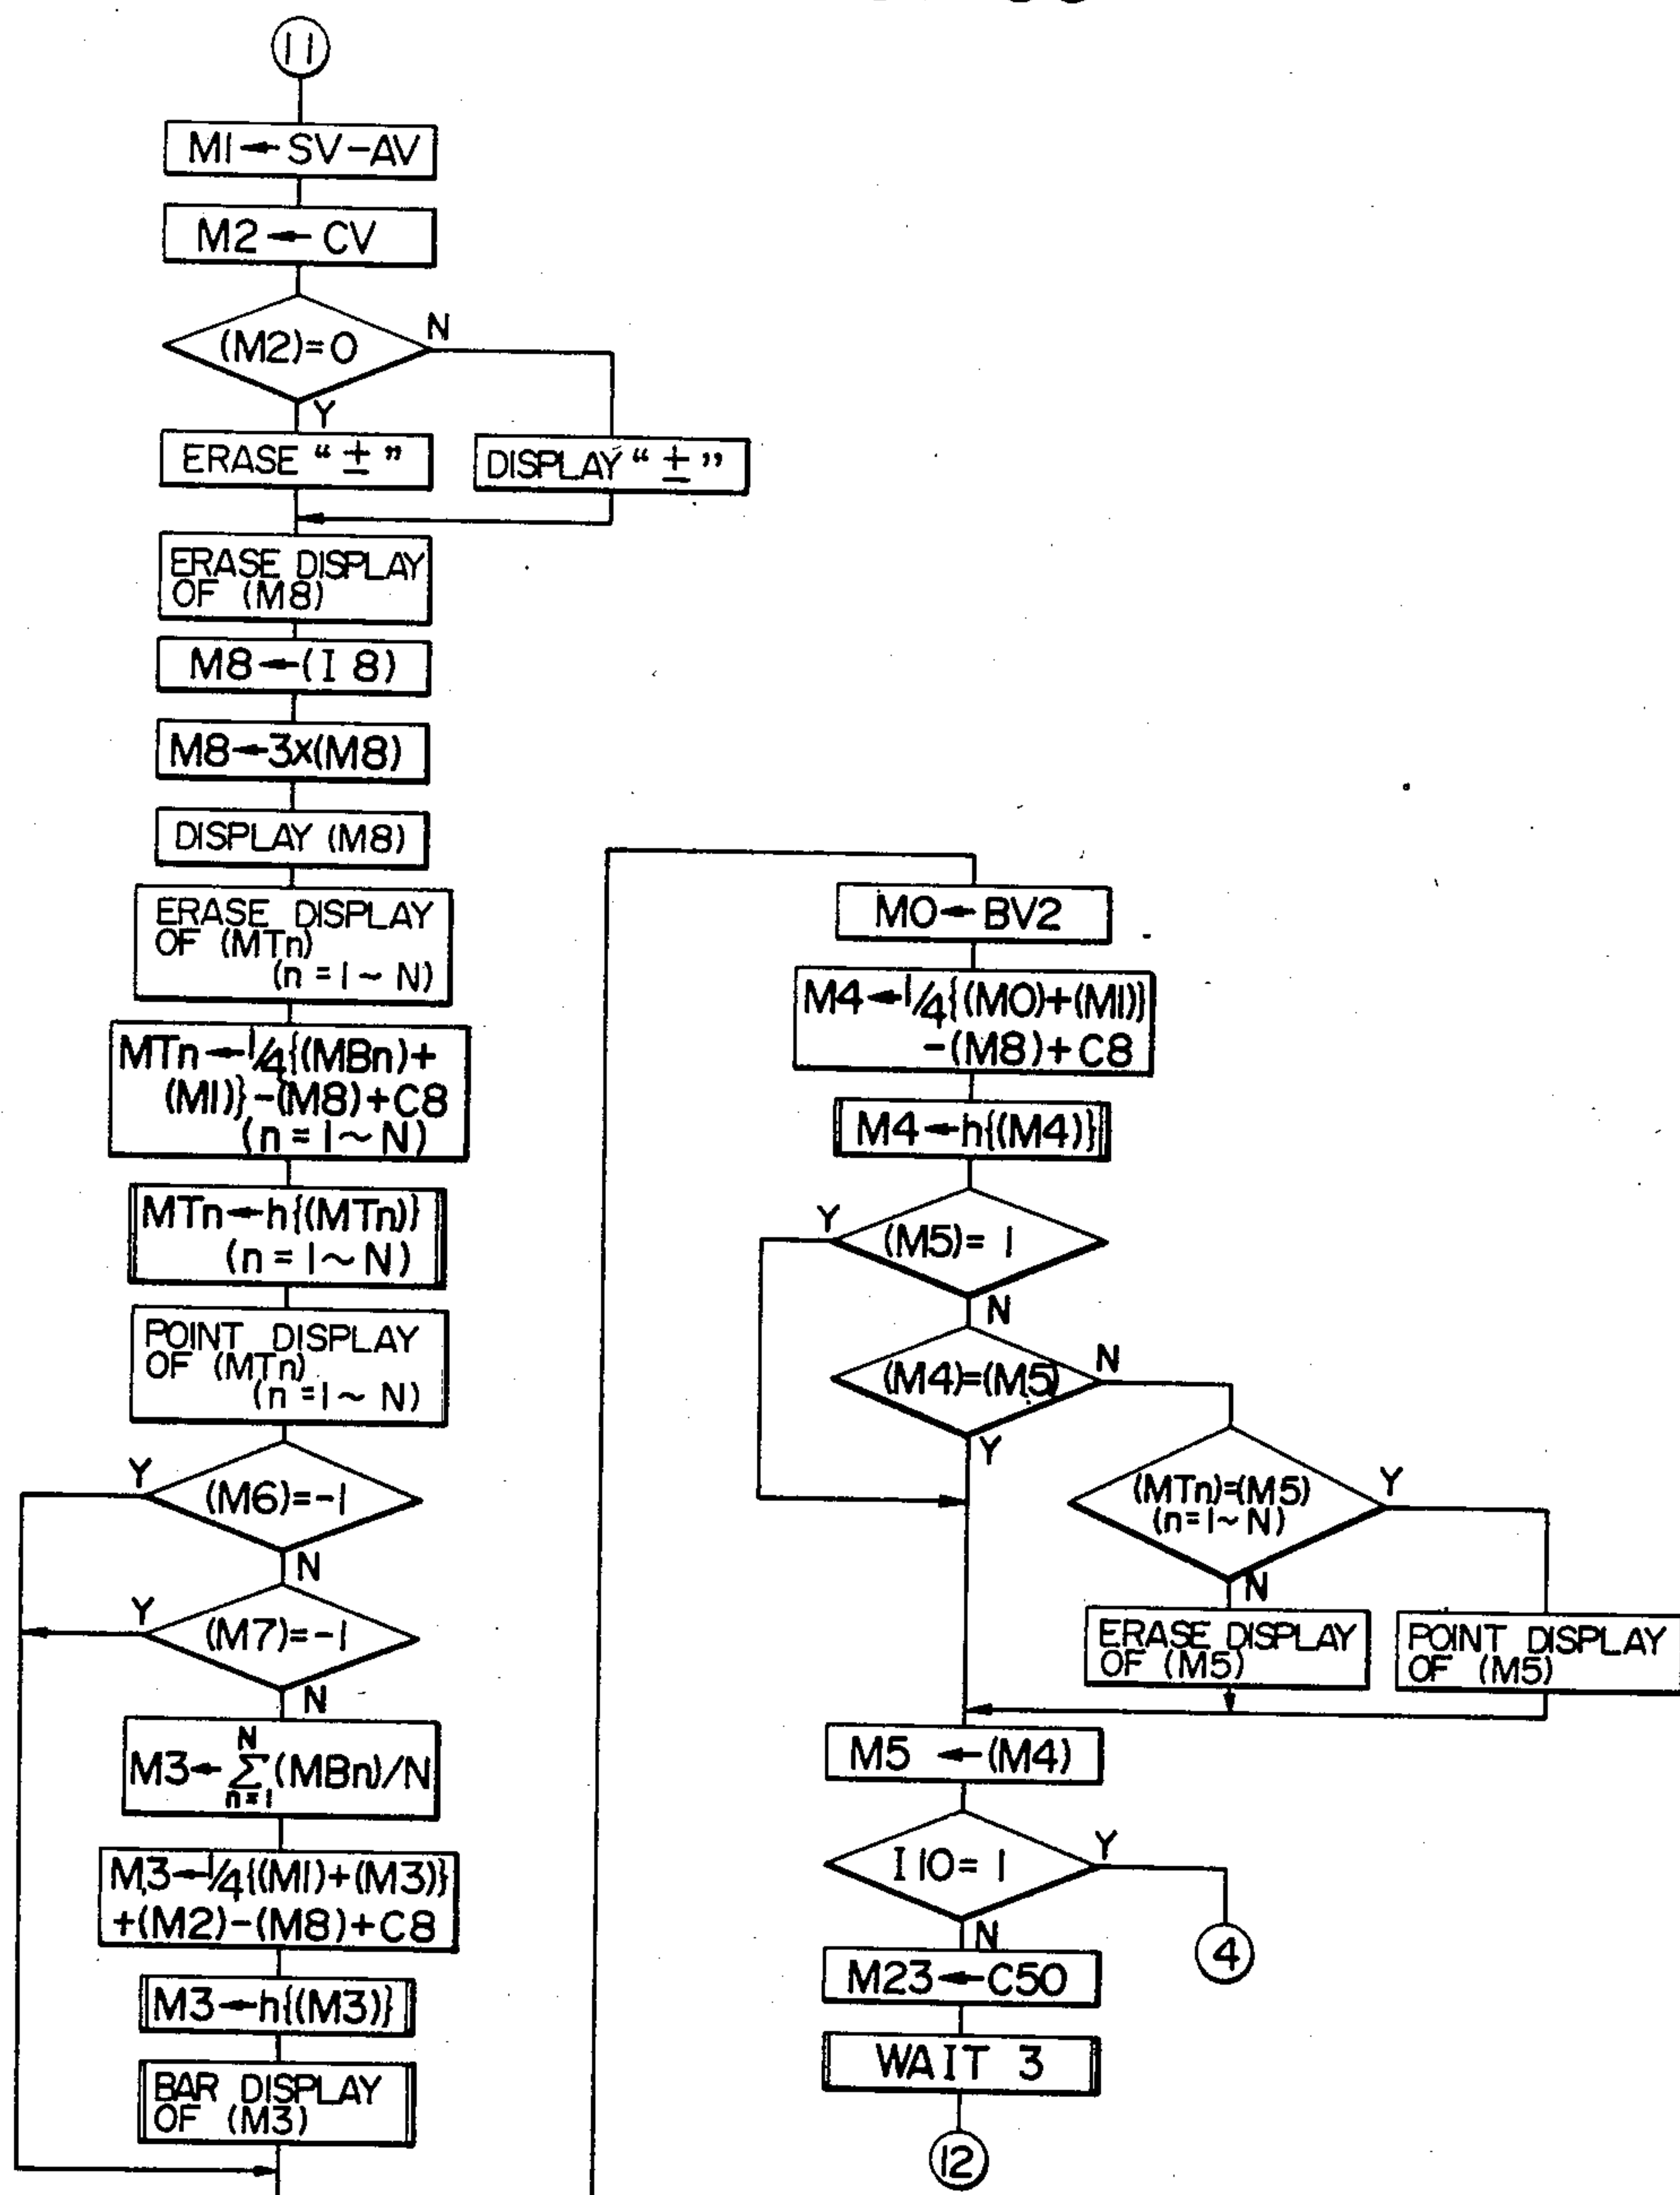 11
M1←SV-AV
M2←CV
(M2)=0
N
Y
ERASE "±"
DISPLAY "±"
ERASE DISPLAY
OF (M8)
M8←(I 8)
M8←3x(M8)
DISPLAY (M8)
ERASE DISPLAY
OF (MTn)
(n=1~N)
MTn←1/4{(MBn)+
(M1)}-(M8)+C8
(n=1~N)
MTn←h{(MTn)}
(n=1~N)
POINT DISPLAY
OF (MTn)
(n=1~N)
Y
(M6)=-1
N
Y
(M7)=-1
N
M3←N∑n=1(MBn)/N
M3←1/4{(M1)+(M3)}
+(M2)-(M8)+C8
M3←h{(M3)}
BAR DISPLAY
OF (M3)
M0←BV2
M4←1/4{(M0)+(M1)}
-(M8)+C8
M4←h{(M4)}
Y
(M5)=1
N
(M4)=(M5)
N
Y
(MTn)=(M5)
(n=1~N)
Y
N
ERASE DISPLAY
OF (M5)
POINT DISPLAY
OF (M5)
M5←(M4)
I10=1
Y
N
4
M23←C50
WAIT 3
12